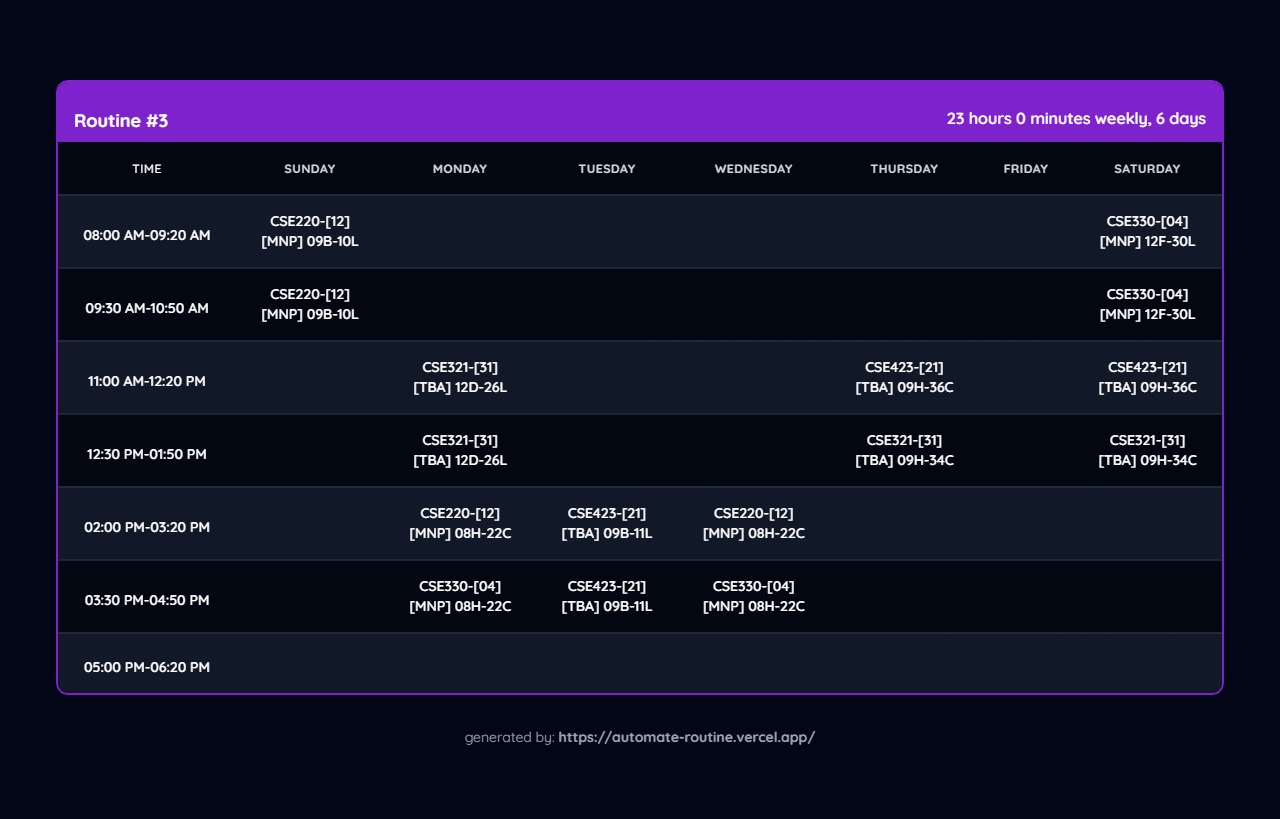 Routine #3
23 hours 0 minutes weekly, 6 days
TIME SUNDAY MONDAY TUESDAY WEDNESDAY THURSDAY FRIDAY SATURDAY
08:00 AM-09:20 AM
CSE220-[12]
[MNP] 09B-10L
CSE330-[04]
[MNP] 12F-30L
09:30 AM-10:50 AM
CSE220-[12]
[MNP] 09B-10L
CSE330-[04]
[MNP] 12F-30L
11:00 AM-12:20 PM
CSE321-[31]
[TBA] 12D-26L
CSE423-[21]
[TBA] 09H-36C
CSE423-[21]
[TBA] 09H-36C
12:30 PM-01:50 PM
CSE321-[31]
[TBA] 12D-26L
CSE321-[31]
[TBA] 09H-34C
CSE321-[31]
[TBA] 09H-34C
02:00 PM-03:20 PM
CSE220-[12]
[MNP] 08H-22C
CSE423-[21]
[TBA] 09B-11L
CSE220-[12]
[MNP] 08H-22C
03:30 PM-04:50 PM
CSE330-[04]
[MNP] 08H-22C
CSE423-[21]
[TBA] 09B-11L
CSE330-[04]
[MNP] 08H-22C
05:00 PM-06:20 PM
generated by: https://automate-routine.vercel.app/